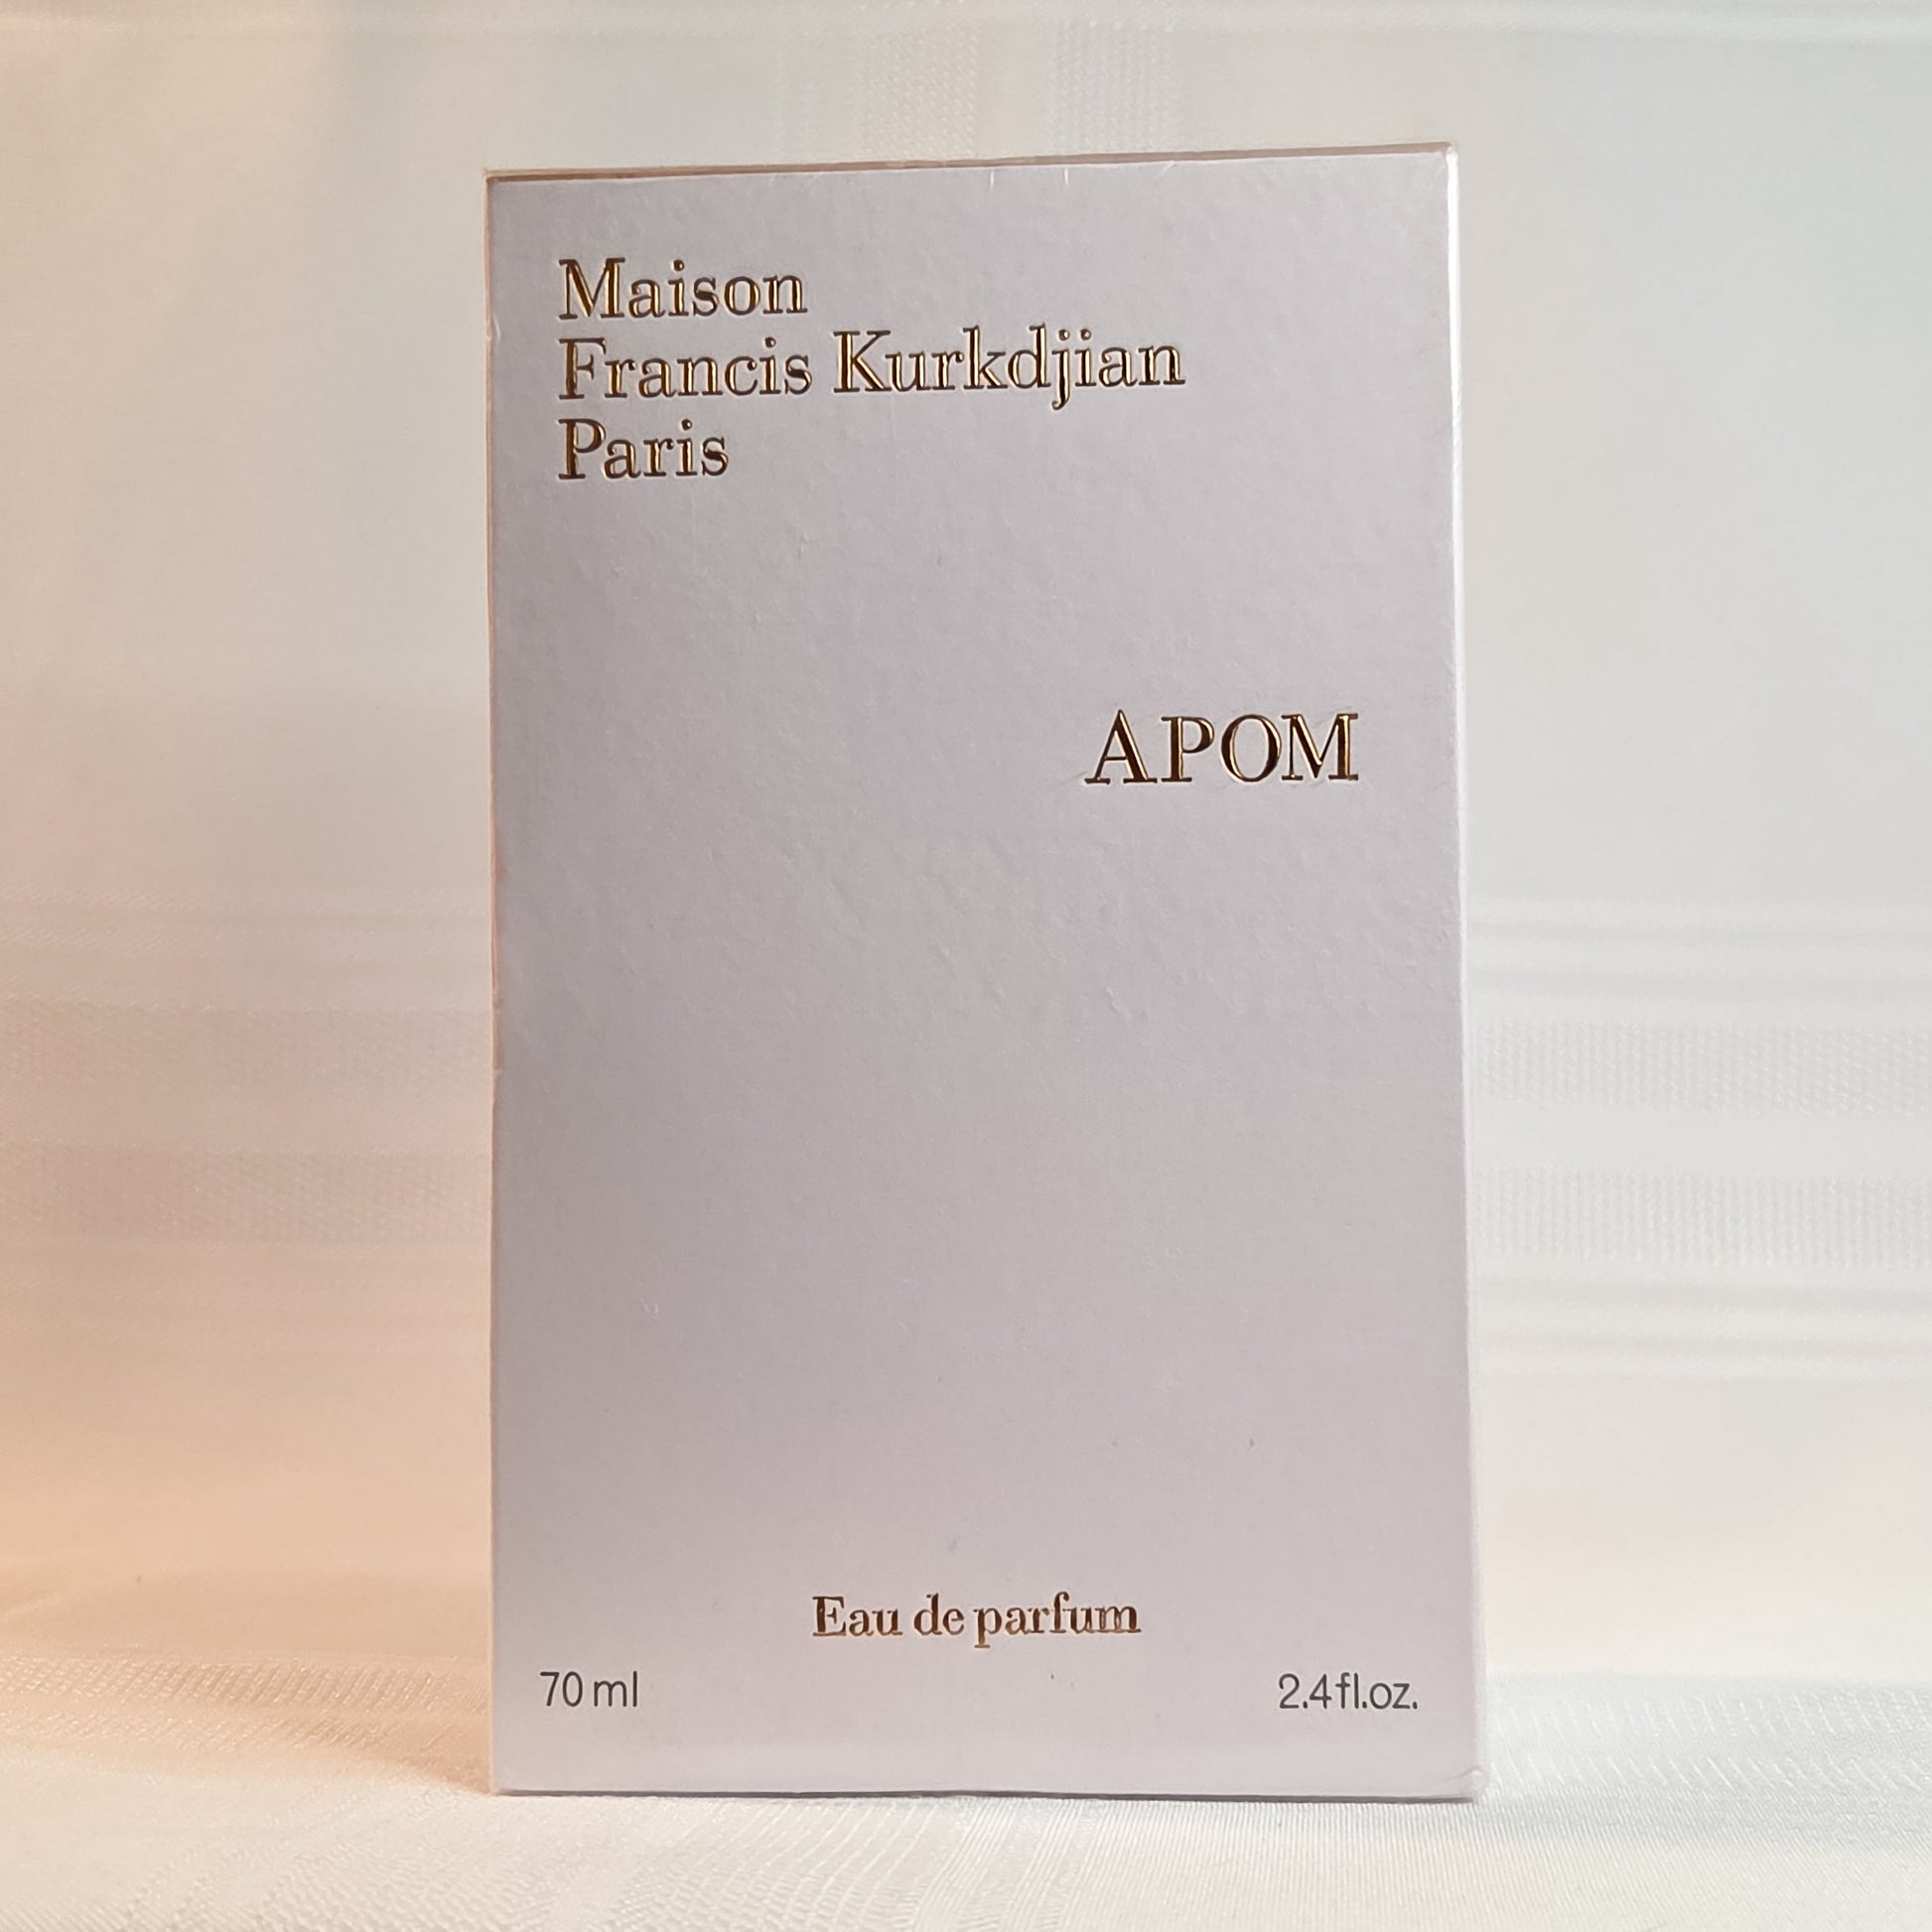 Maison
Francis Kurkdjian
Paris
APOM
Eau de parfum
70 ml
2.4 fl.oz.